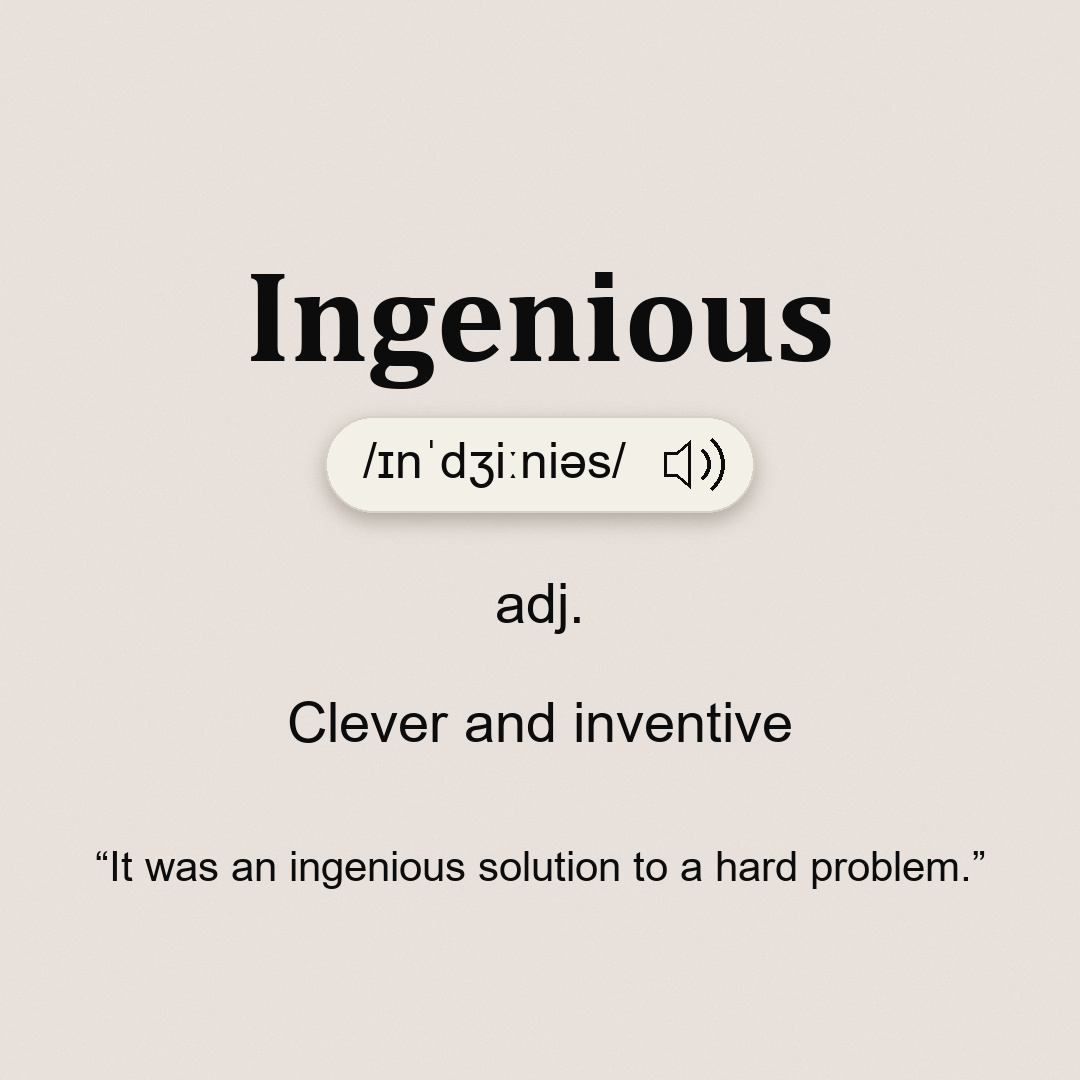 Ingenious
/ɪnˈdʒiːniəs/
adj.
Clever and inventive
“It was an ingenious solution to a hard problem.”